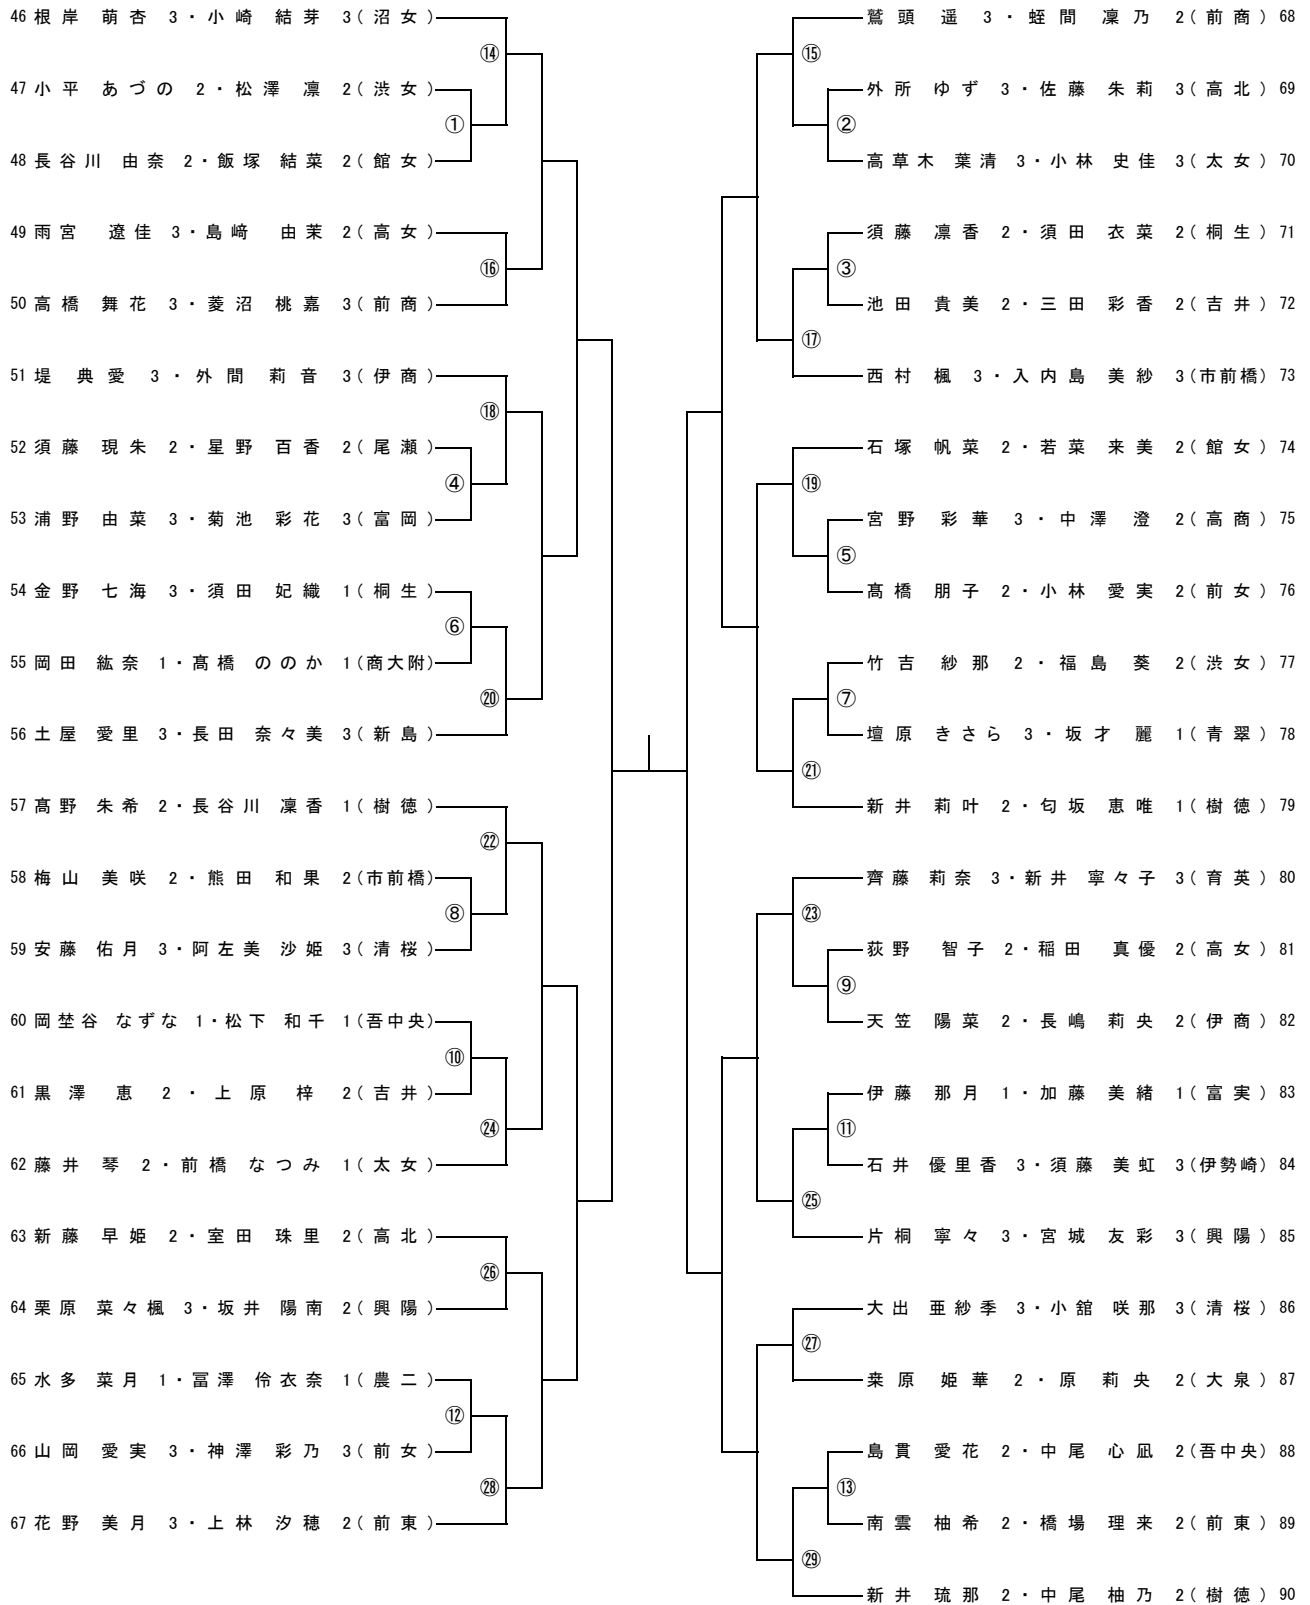 46 根岸 萌杏 3・小崎 結芽 3(沼女)
⑭
47 小平 あづの 2・松澤 凛 2(渋女)
①
48 長谷川 由奈 2・飯塚 結菜 2(館女)
49 雨宮 遼佳 3・島﨑 由茉 2(高女)
⑯
50 高橋 舞花 3・菱沼 桃嘉 3(前商)
51 堤 典愛 3・外間 莉音 3(伊商)
⑱
52 須藤 現朱 2・星野 百香 2(尾瀬)
④
53 浦野 由菜 3・菊池 彩花 3(富岡)
54 金野 七海 3・須田 妃織 1(桐生)
⑥
55 岡田 紘奈 1・髙橋 ののか 1(商大附)
⑳
56 土屋 愛里 3・長田 奈々美 3(新島)
57 髙野 朱希 2・長谷川 凜香 1(樹徳)
㉒
58 梅山 美咲 2・熊田 和果 2(市前橋)
⑧
59 安藤 佑月 3・阿左美 沙姫 3(清桜)
60 岡埜谷 なずな 1・松下 和千 1(吾中央)
⑩
61 黒澤 恵 2・上原 梓 2(吉井)
㉔
62 藤井 琴 2・前橋 なつみ 1(太女)
63 新藤 早姫 2・室田 珠里 2(高北)
㉖
64 栗原 菜々楓 3・坂井 陽南 2(興陽)
65 水多 菜月 1・冨澤 伶衣奈 1(農二)
⑫
66 山岡 愛実 3・神澤 彩乃 3(前女)
㉘
67 花野 美月 3・上林 汐穂 2(前東)
鷲頭 遥 3・蛭間 凜乃 2(前商) 68
⑮
外所 ゆず 3・佐藤 朱莉 3(高北) 69
②
高草木 葉清 3・小林 史佳 3(太女) 70
須藤 凛香 2・須田 衣菜 2(桐生) 71
③
池田 貴美 2・三田 彩香 2(吉井) 72
⑰
西村 楓 3・入内島 美紗 3(市前橋) 73
石塚 帆菜 2・若菜 来美 2(館女) 74
⑲
宮野 彩華 3・中澤 澄 2(高商) 75
⑤
髙橋 朋子 2・小林 愛実 2(前女) 76
竹吉 紗那 2・福島 葵 2(渋女) 77
⑦
壇原 きさら 3・坂才 麗 1(青翠) 78
㉑
新井 莉叶 2・匂坂 恵唯 1(樹徳) 79
齊藤 莉奈 3・新井 寧々子 3(育英) 80
㉓
荻野 智子 2・稲田 真優 2(高女) 81
⑨
天笠 陽菜 2・長嶋 莉央 2(伊商) 82
伊藤 那月 1・加藤 美緒 1(富実) 83
⑪
石井 優里香 3・須藤 美虹 3(伊勢崎) 84
㉕
片桐 寧々 3・宮城 友彩 3(興陽) 85
大出 亜紗季 3・小舘 咲那 3(清桜) 86
㉗
桒原 姫華 2・原 莉央 2(大泉) 87
島貫 愛花 2・中尾 心凪 2(吾中央) 88
⑬
南雲 柚希 2・橋場 理来 2(前東) 89
㉙
新井 琉那 2・中尾 柚乃 2(樹徳) 90